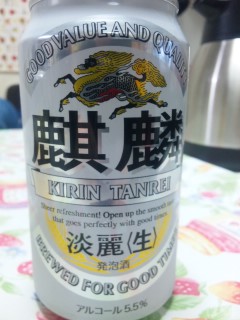 GOOD VALUE AND QUALITY
麒麟
KIRIN TANREI
Sheer refreshment! Open up the smooth taste
that goes perfectly with good times.
淡麗〈生〉
発泡酒
BREWED FOR GOOD TIMES
アルコール 5.5%